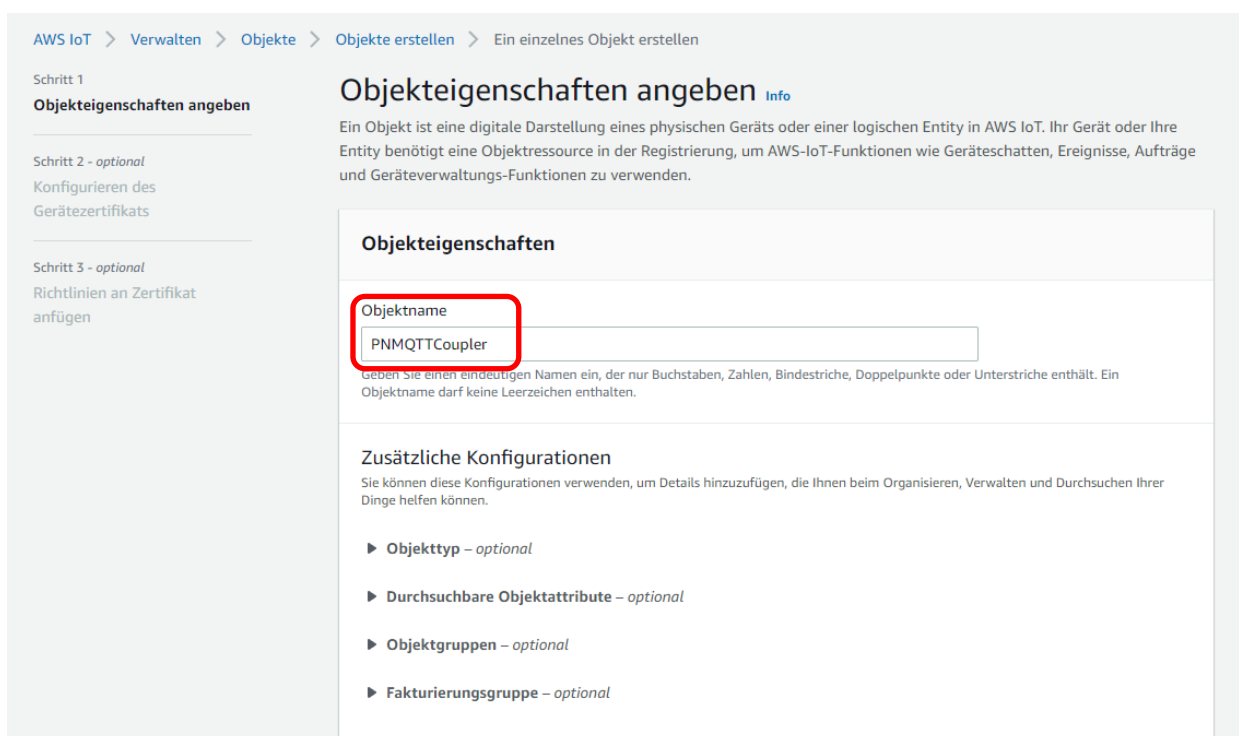 AWS IoT > Verwalten > Objekte > Objekte erstellen > Ein einzelnes Objekt erstellen
Schritt 1
Objekteigenschaften angeben
Schritt 2 - optional
Konfigurieren des
Gerätezertifikats
Schritt 3 - optional
Richtlinien an Zertifikat
anfügen
Objekteigenschaften angeben Info
Ein Objekt ist eine digitale Darstellung eines physischen Geräts oder einer logischen Entity in AWS IoT. Ihr Gerät oder Ihre
Entity benötigt eine Objektressource in der Registrierung, um AWS-IoT-Funktionen wie Geräteschatten, Ereignisse, Aufträge
und Geräteverwaltungs-Funktionen zu verwenden.
Objekteigenschaften
Objektname
PNMQTTCoupler
Geben Sie einen eindeutigen Namen ein, der nur Buchstaben, Zahlen, Bindestriche, Doppelpunkte oder Unterstriche enthält. Ein
Objektname darf keine Leerzeichen enthalten.
Zusätzliche Konfigurationen
Sie können diese Konfigurationen verwenden, um Details hinzuzufügen, die Ihnen beim Organisieren, Verwalten und Durchsuchen Ihrer
Dinge helfen können.
Objekttyp – optional
Durchsuchbare Objektattribute – optional
Objektgruppen – optional
Fakturierungsgruppe – optional